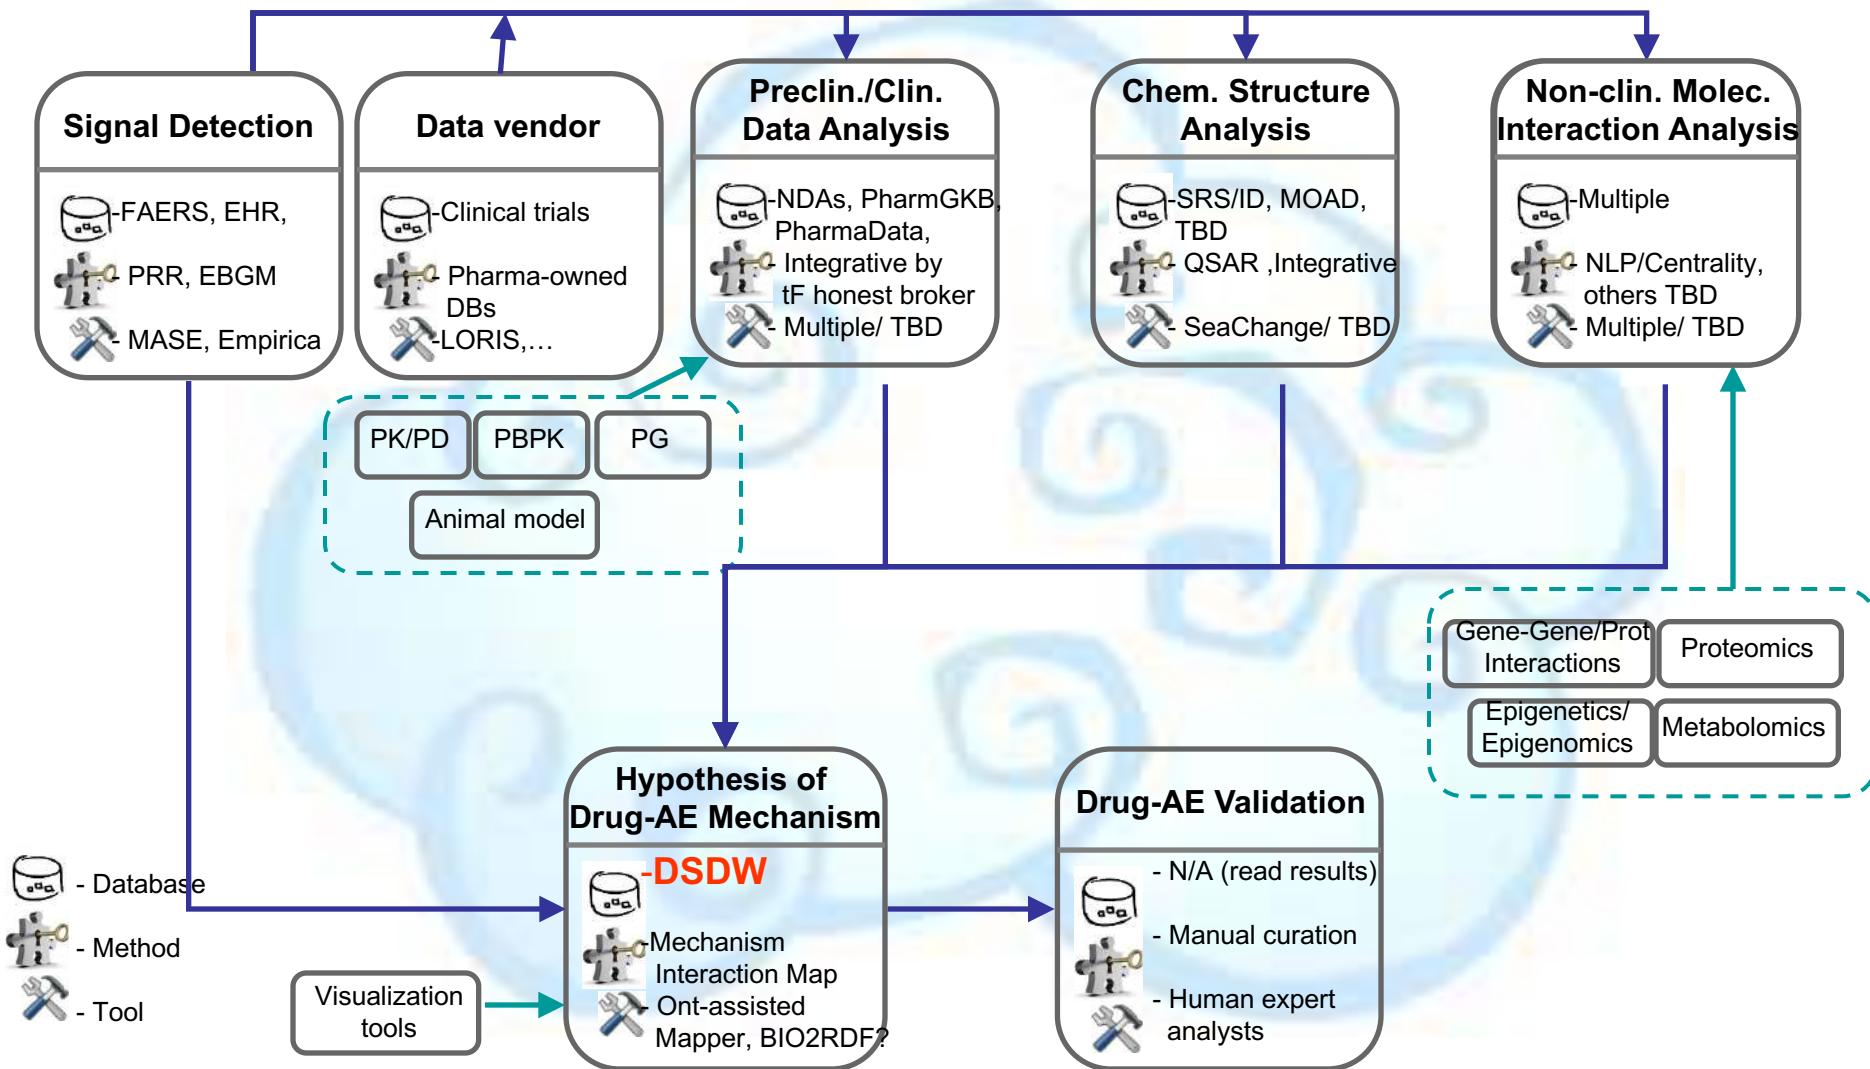 Signal Detection
-FAERS, EHR,
- PRR, EBGM
- MASE, Empirica
Data vendor
-Clinical trials
- Pharma-owned
DBs
-LORIS,...
Preclin./Clin.
Data Analysis
-NDAs, PharmGKB,
PharmaData,
- Integrative by
tF honest broker
- Multiple/ TBD
Chem. Structure
Analysis
-SRS/ID, MOAD,
TBD
- QSAR ,Integrative
- SeaChange/ TBD
Non-clin. Molec.
Interaction Analysis
-Multiple
- NLP/Centrality,
others TBD
- Multiple/ TBD
PK/PD
PBPK
PG
Animal model
Gene-Gene/Prot
Interactions
Proteomics
Epigenetics/
Epigenomics
Metabolomics
Hypothesis of
Drug-AE Mechanism
-DSDW
-Mechanism
Interaction Map
- Ont-assisted
Mapper, BIO2RDF?
Drug-AE Validation
- N/A (read results)
- Manual curation
- Human expert
analysts
- Database
- Method
- Tool
Visualization
tools